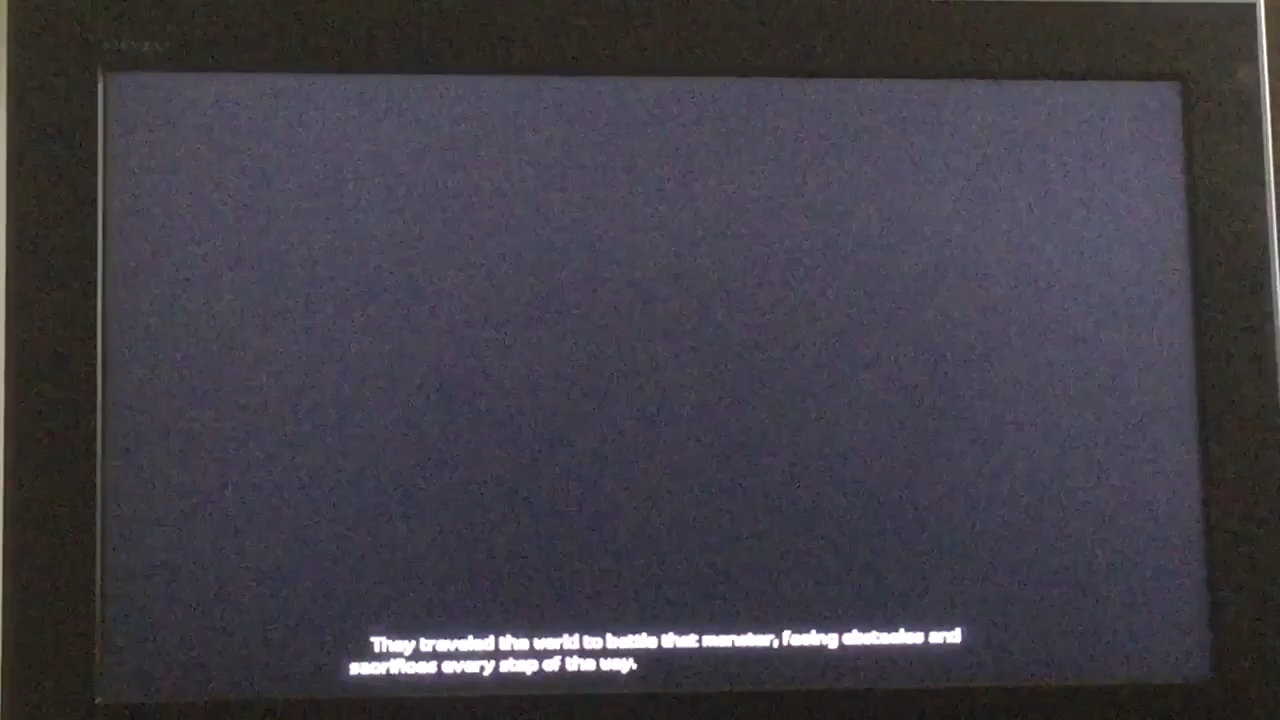 They traveled the world to battle that monster, facing obstacles and
sacrifices every step of the way.